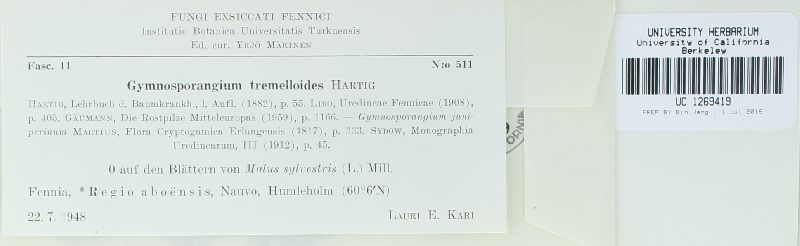 FUNGI EXSICCATI FENNICI
Institutio Botanica Universitatis Turkuensis
Ed. cur. YRJÖ MÄKINEN
Fasc. 11 N:o 511
Gymnosporangium tremelloides HARTIG
HARTIG, Lehrbuch d. Baumkrankh., 1. Aufl. (1882), p. 55. LIRO, Uredineae Fennicae (1908),
p. 405. GÄUMANN, Die Rostpilze Mitteleuropas (1959), p. 1166. — Gymnosporangium juni-
perinum MARTIUS, Flora Cryptogamica Erlangensis (1817), p. 333. SYDOW, Monographia
Uredinearum, III (1912), p. 45.
0 auf den Blättern von Malus sylvestris (L.) Mill.
Fennia, *Regio aboënsis, Nauvo, Humleholm (60°6′N)
22. 7. 1948 LAURI E. KARI
UNIVERSITY HERBARIUM
University of California
Berkeley
UC 1269419
PREP BY